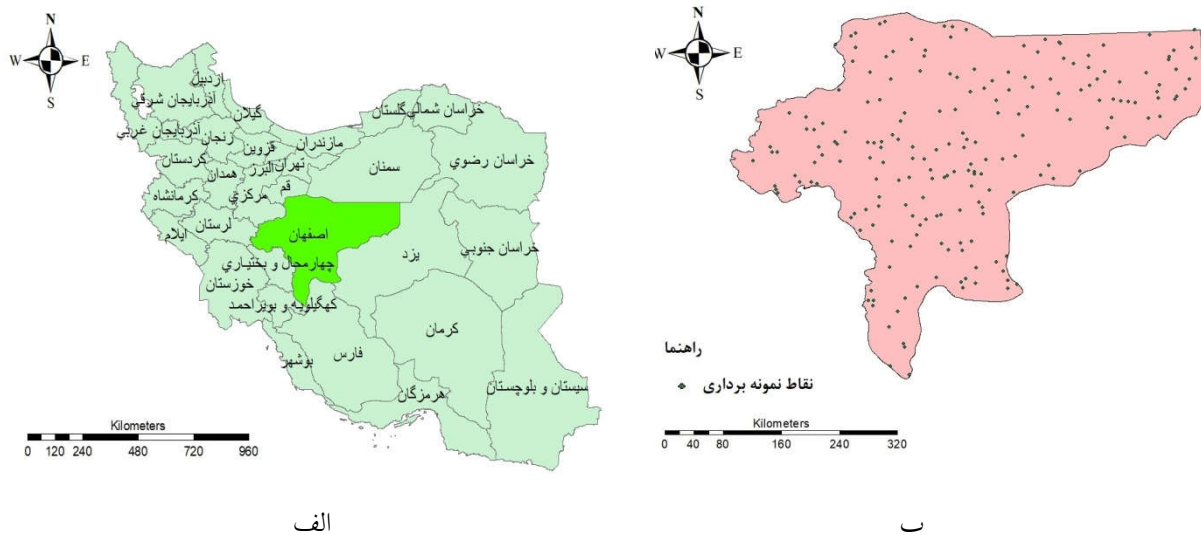 N
W E
S
اردبيل
آذربايجان شرقي
گيلان
آذربايجان غربي
زنجان
كردستان
قزوين
مازندران
گلستان
خراسان شمالي
همدان
البرز
تهران
سمنان
خراسان رضوي
كرمانشاه
مركزي
قم
لرستان
ايلام
اصفهان
يزد
خراسان جنوبي
چهارمحال و بختياري
خوزستان
كهگيلويه و بويراحمد
كرمان
فارس
بوشهر
هرمزگان
سيستان و بلوچستان
Kilometers
0 120 240 480 720 960
الف
N
W E
S
راهنما
نقاط نمونه برداری
Kilometers
0 40 80 160 240 320
ب